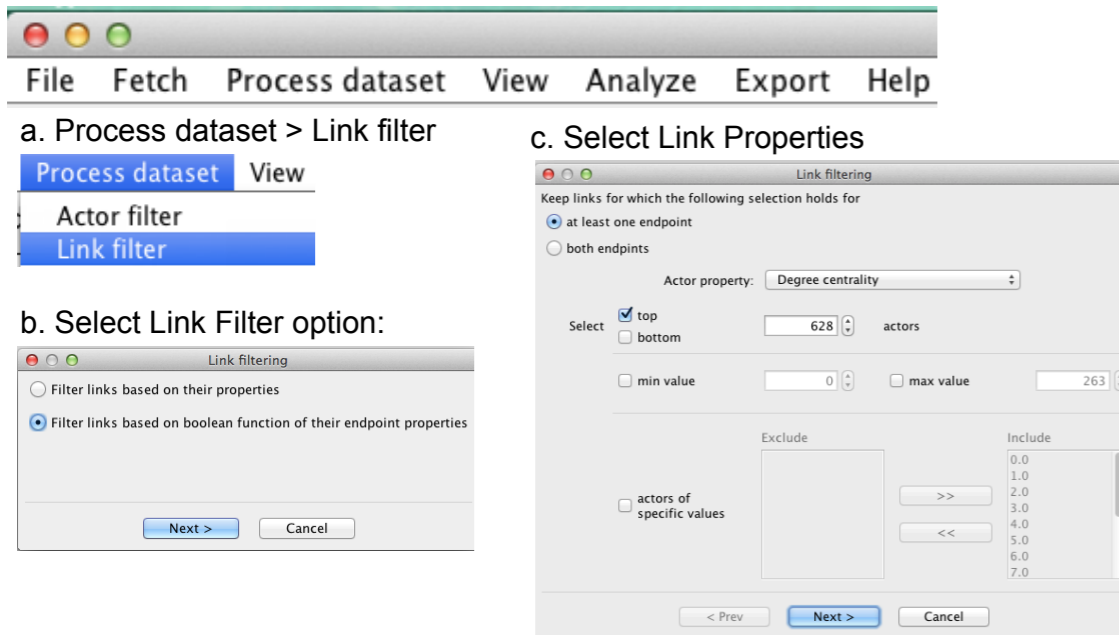 File Fetch Process dataset View Analyze Export Help
a. Process dataset > Link filter
Process dataset View
Actor filter
Link filter
b. Select Link Filter option:
Link filtering
Filter links based on their properties
Filter links based on boolean function of their endpoint properties
Next > Cancel
c. Select Link Properties
Link filtering
Keep links for which the following selection holds for
at least one endpoint
both endpints
Actor property: Degree centrality
Select top 628 actors
bottom
min value 0 max value 263
Exclude Include
0.0
1.0
2.0
3.0
4.0
5.0
6.0
7.0
actors of
specific values
>>
<<
< Prev Next > Cancel